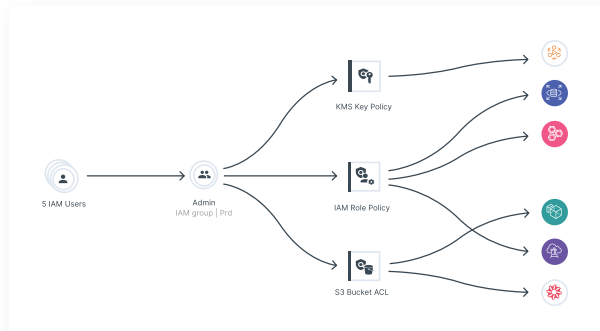 KMS Key Policy
5 IAM Users
Admin
IAM group | Prd
IAM Role Policy
S3 Bucket ACL